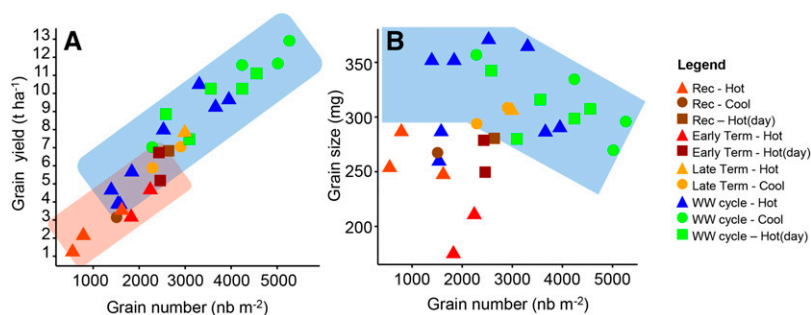 A
B
Grain yield (t ha-1)
13
12
11
10
9
8
7
6
5
4
3
2
1
1000 2000 3000 4000 5000
Grain number (nb m-2)
Grain size (mg)
350
300
250
200
1000 2000 3000 4000 5000
Grain number (nb m-2)
Legend
Rec - Hot
Rec - Cool
Rec – Hot(day)
Early Term - Hot
Early Term - Hot(day)
Late Term - Hot
Late Term - Cool
WW cycle - Hot
WW cycle - Cool
WW cycle – Hot(day)